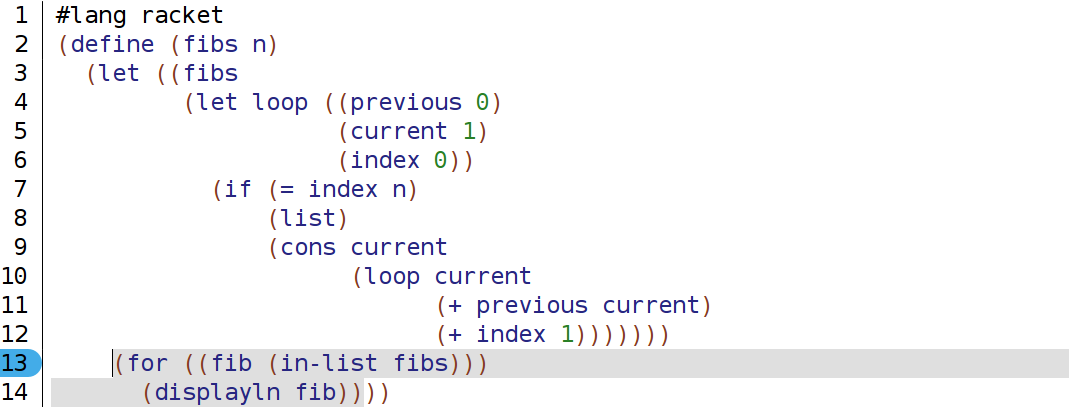 1 #lang racket
2 (define (fibs n)
3   (let ((fibs
4          (let loop ((previous 0)
5                     (current 1)
6                     (index 0))
7            (if (= index n)
8                (list)
9                (cons current
10                     (loop current
11                           (+ previous current)
12                           (+ index 1)))))))
13    (for ((fib (in-list fibs)))
14      (displayln fib))))